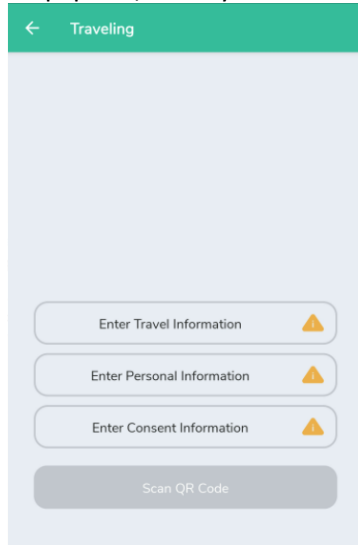 Traveling
Enter Travel Information
Enter Personal Information
Enter Consent Information
Scan QR Code